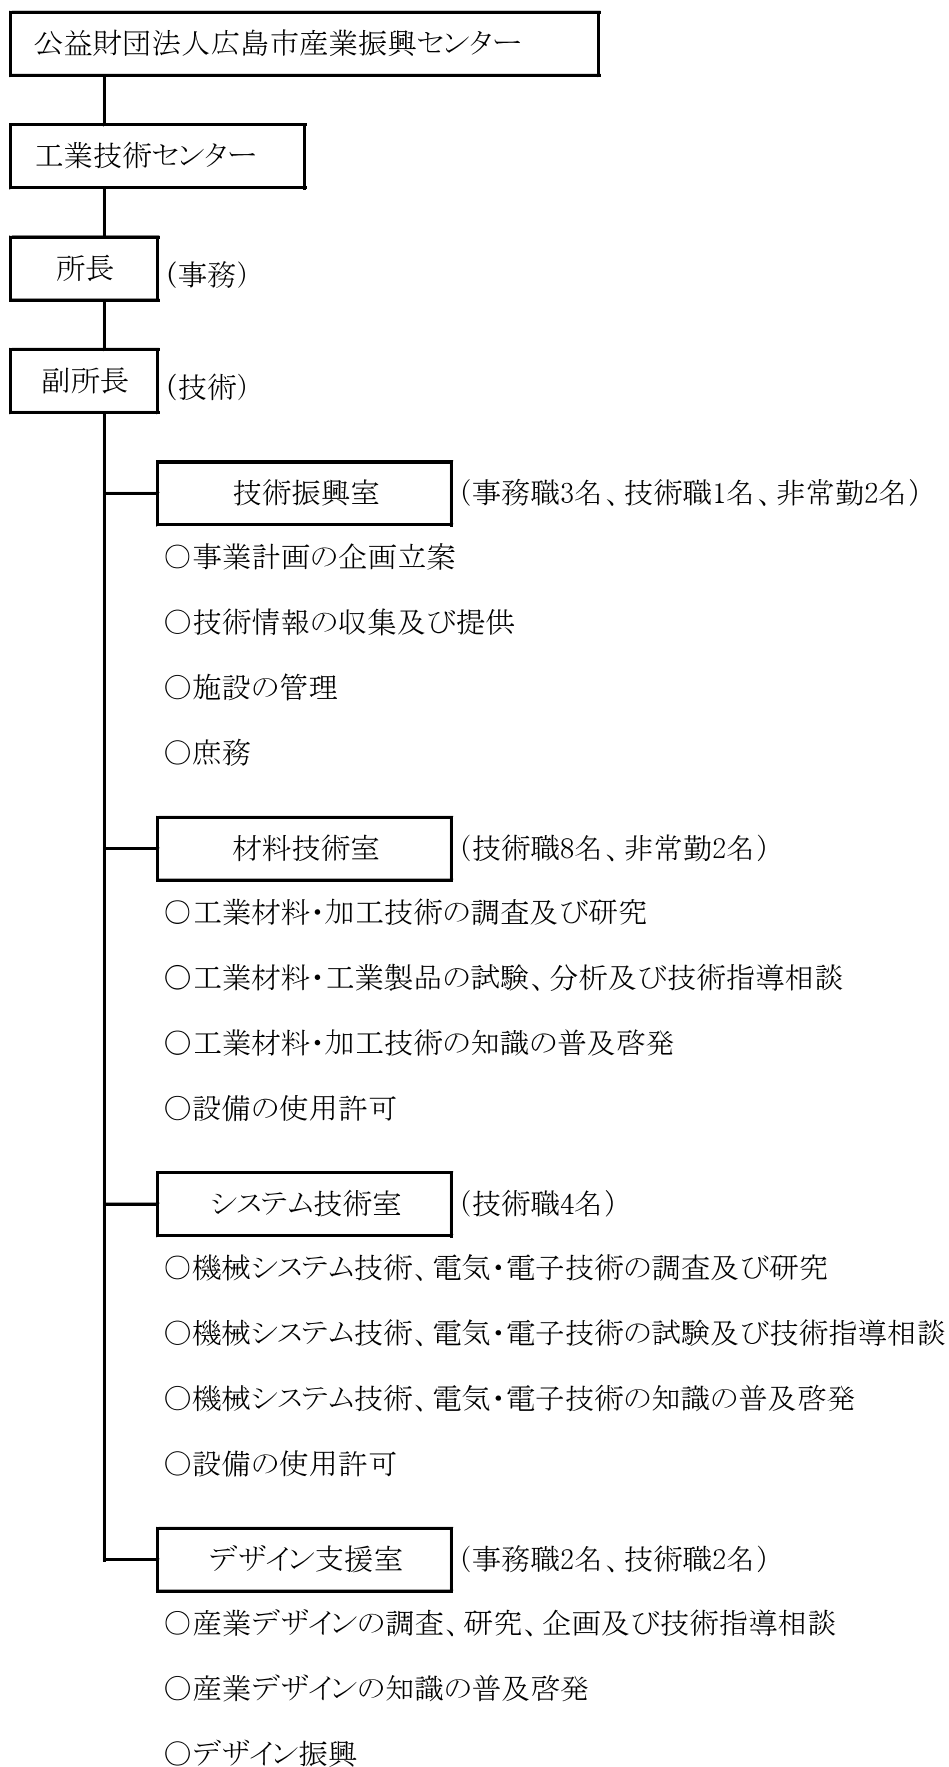 公益財団法人広島市産業振興センター
工業技術センター
所長 (事務)
副所長 (技術)
技術振興室 (事務職3名、技術職1名、非常勤2名)
○事業計画の企画立案
○技術情報の収集及び提供
○施設の管理
○庶務
材料技術室 (技術職8名、非常勤2名)
○工業材料・加工技術の調査及び研究
○工業材料・工業製品の試験、分析及び技術指導相談
○工業材料・加工技術の知識の普及啓発
○設備の使用許可
システム技術室 (技術職4名)
○機械システム技術、電気・電子技術の調査及び研究
○機械システム技術、電気・電子技術の試験及び技術指導相談
○機械システム技術、電気・電子技術の知識の普及啓発
○設備の使用許可
デザイン支援室 (事務職2名、技術職2名)
○産業デザインの調査、研究、企画及び技術指導相談
○産業デザインの知識の普及啓発
○デザイン振興